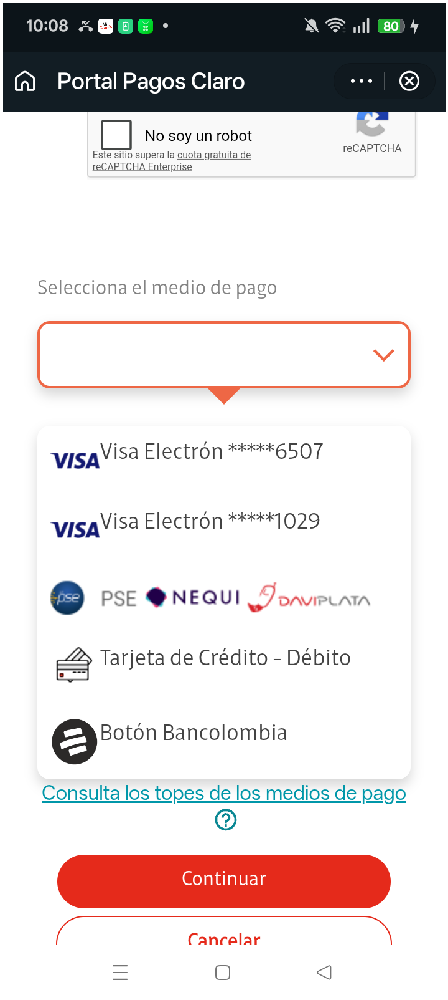 10:08
Mi Claro
80
Portal Pagos Claro
No soy un robot
reCAPTCHA
Este sitio supera la cuota gratuita de
reCAPTCHA Enterprise
Selecciona el medio de pago
VISA Visa Electrón *****6507
VISA Visa Electrón *****1029
pse PSE NEQUI DAVIPLATA
Tarjeta de Crédito - Débito
Botón Bancolombia
Consulta los topes de los medios de pago
?
Continuar
Cancelar